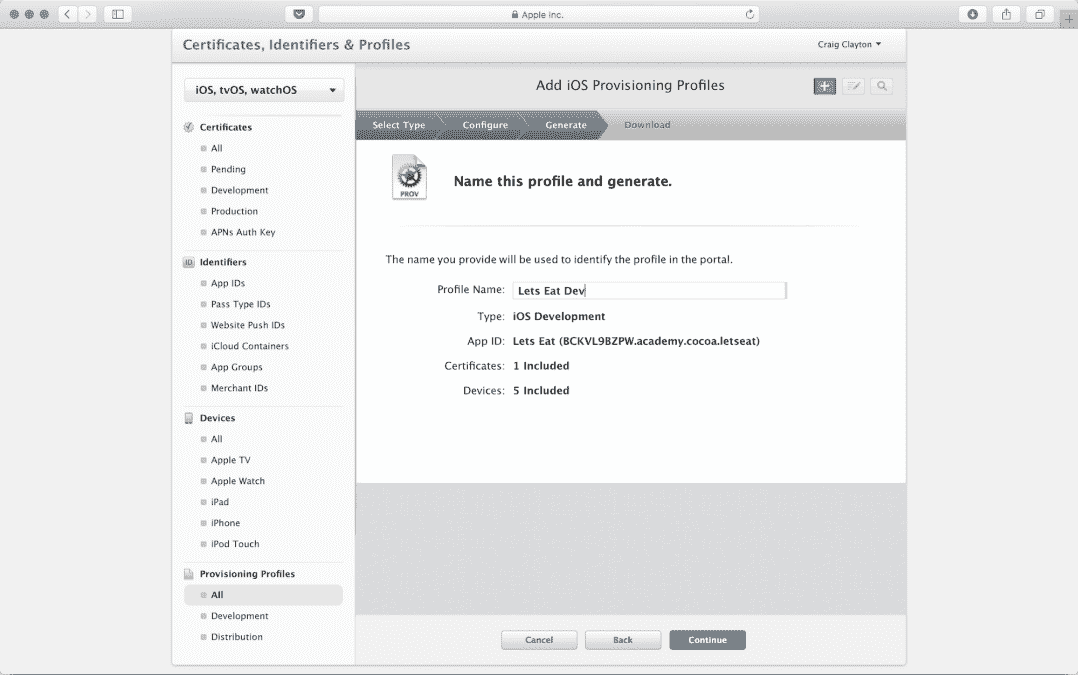 Apple Inc.
Certificates, Identifiers & Profiles
Craig Clayton
iOS, tvOS, watchOS
Certificates
All
Pending
Development
Production
APNs Auth Key
ID Identifiers
App IDs
Pass Type IDs
Website Push IDs
iCloud Containers
App Groups
Merchant IDs
Devices
All
Apple TV
Apple Watch
iPad
iPhone
iPod Touch
Provisioning Profiles
All
Development
Distribution
Add iOS Provisioning Profiles
Select Type Configure Generate Download
PROV
Name this profile and generate.
The name you provide will be used to identify the profile in the portal.
Profile Name: Lets Eat Dev
Type: iOS Development
App ID: Lets Eat (BCKVL9BZPW.academy.cocoa.letseat)
Certificates: 1 Included
Devices: 5 Included
Cancel Back Continue